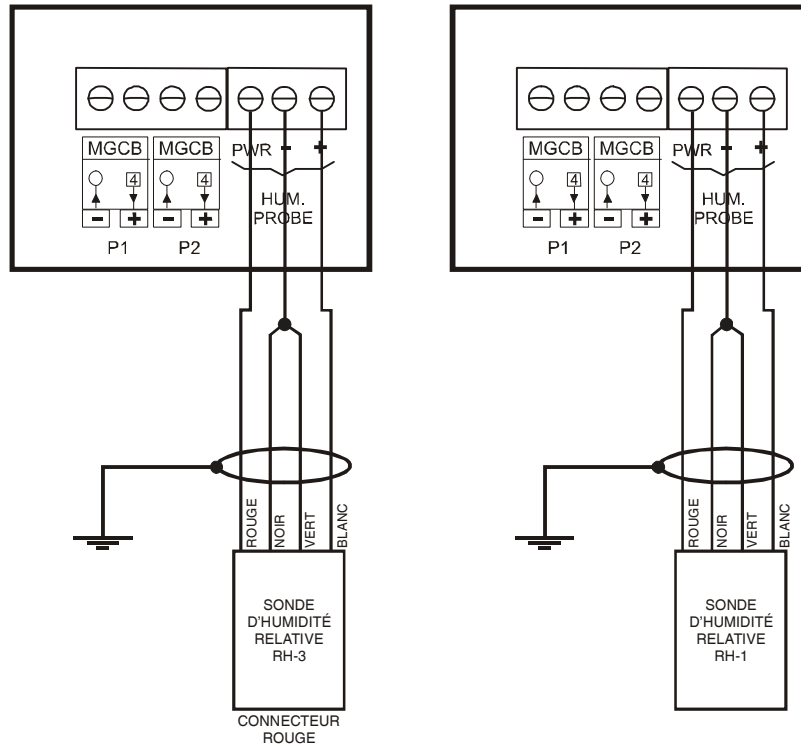 MGCB MGCB PWR - +
4 4
- + - +
HUM.
PROBE
P1 P2
ROUGE
NOIR
VERT
BLANC
SONDE
D'HUMIDITÉ
RELATIVE
RH-3
CONNECTEUR
ROUGE
MGCB MGCB PWR - +
4 4
- + - +
HUM.
PROBE
P1 P2
ROUGE
NOIR
VERT
BLANC
SONDE
D'HUMIDITÉ
RELATIVE
RH-1